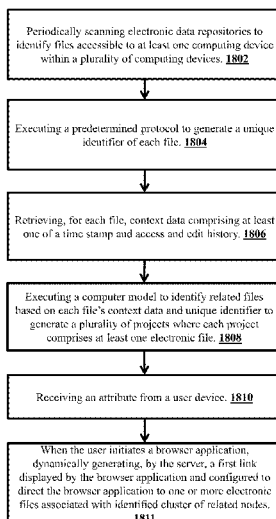 Periodically scanning electronic data repositories to
identify files accessible to at least one computing device
within a plurality of computing devices. 1802
Executing a predetermined protocol to generate a unique
identifier of each file. 1804
Retrieving, for each file, context data comprising at least
one of a time stamp and access and edit history. 1806
Executing a computer model to identify related files
based on each file's context data and unique identifier to
generate a plurality of projects where each project
comprises at least one electronic file. 1808
Receiving an attribute from a user device. 1810
When the user initiates a browser application,
dynamically generating, by the server, a first link
displayed by the browser application and configured to
direct the browser application to one or more electronic
files associated with identified cluster of related nodes.